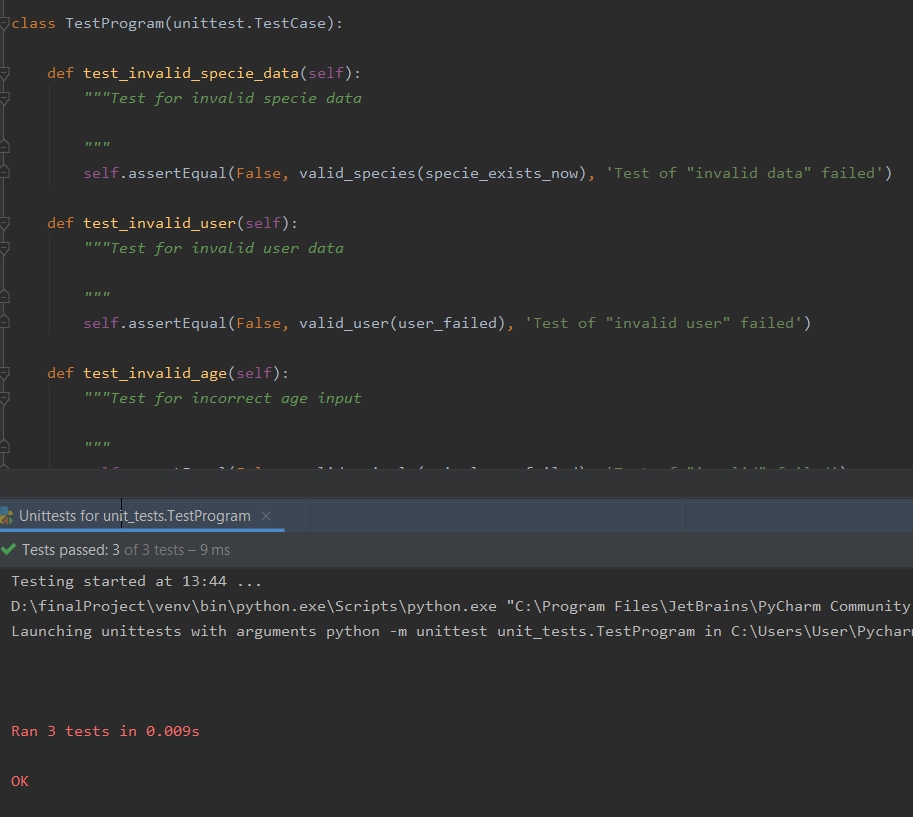 class TestProgram(unittest.TestCase):
def test_invalid_specie_data(self):
"""Test for invalid specie data
"""
self.assertEqual(False, valid_species(specie_exists_now), 'Test of "invalid data" failed')
def test_invalid_user(self):
"""Test for invalid user data
"""
self.assertEqual(False, valid_user(user_failed), 'Test of "invalid user" failed')
def test_invalid_age(self):
"""Test for incorrect age input
"""
Unittests for unit_tests.TestProgram
Tests passed: 3 of 3 tests – 9 ms
Testing started at 13:44 ...
D:\finalProject\venv\bin\python.exe\Scripts\python.exe "C:\Program Files\JetBrains\PyCharm Community
Launching unittests with arguments python -m unittest unit_tests.TestProgram in C:\Users\User\Pychar
Ran 3 tests in 0.009s
OK